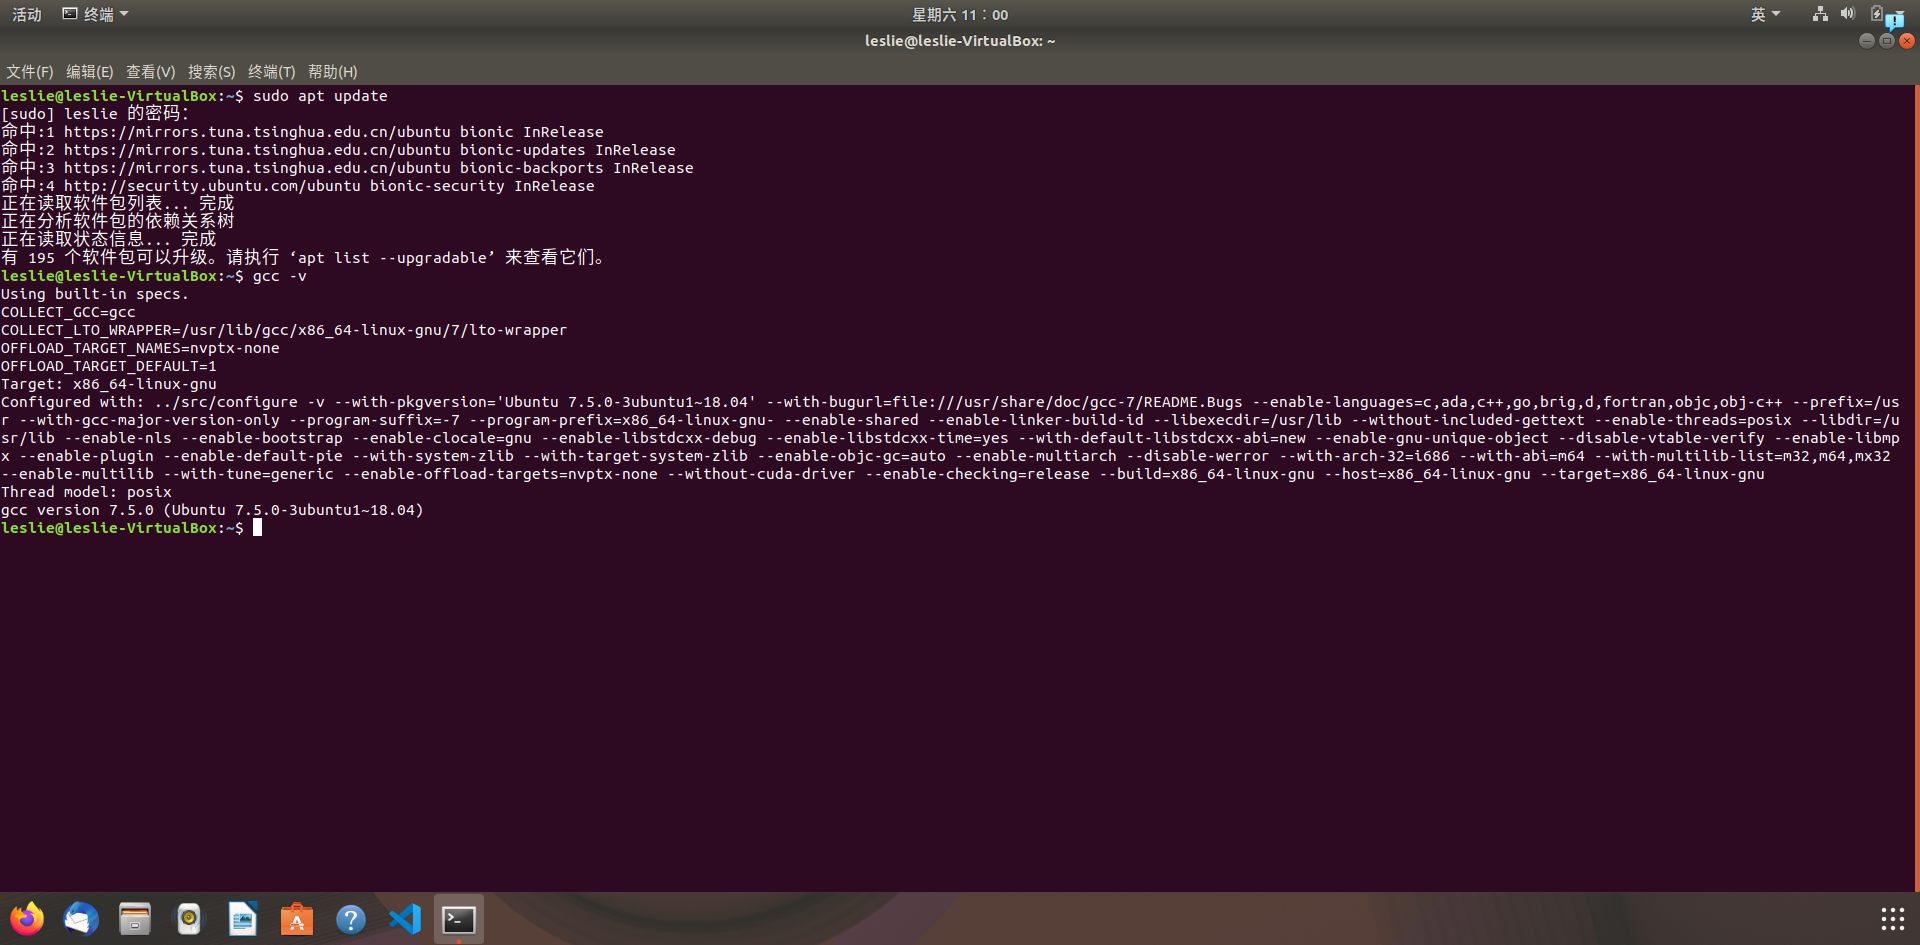 活动 终端 星期六 11：00 英
leslie@leslie-VirtualBox: ~
文件(F) 编辑(E) 查看(V) 搜索(S) 终端(T) 帮助(H)
leslie@leslie-VirtualBox:~$ sudo apt update
[sudo] leslie 的密码：
命中:1 https://mirrors.tuna.tsinghua.edu.cn/ubuntu bionic InRelease
命中:2 https://mirrors.tuna.tsinghua.edu.cn/ubuntu bionic-updates InRelease
命中:3 https://mirrors.tuna.tsinghua.edu.cn/ubuntu bionic-backports InRelease
命中:4 http://security.ubuntu.com/ubuntu bionic-security InRelease
正在读取软件包列表... 完成
正在分析软件包的依赖关系树
正在读取状态信息... 完成
有 195 个软件包可以升级。请执行 ‘apt list --upgradable’ 来查看它们。
leslie@leslie-VirtualBox:~$ gcc -v
Using built-in specs.
COLLECT_GCC=gcc
COLLECT_LTO_WRAPPER=/usr/lib/gcc/x86_64-linux-gnu/7/lto-wrapper
OFFLOAD_TARGET_NAMES=nvptx-none
OFFLOAD_TARGET_DEFAULT=1
Target: x86_64-linux-gnu
Configured with: ../src/configure -v --with-pkgversion='Ubuntu 7.5.0-3ubuntu1~18.04' --with-bugurl=file:///usr/share/doc/gcc-7/README.Bugs --enable-languages=c,ada,c++,go,brig,d,fortran,objc,obj-c++ --prefix=/us
r --with-gcc-major-version-only --program-suffix=-7 --program-prefix=x86_64-linux-gnu- --enable-shared --enable-linker-build-id --libexecdir=/usr/lib --without-included-gettext --enable-threads=posix --libdir=/u
sr/lib --enable-nls --enable-bootstrap --enable-clocale=gnu --enable-libstdcxx-debug --enable-libstdcxx-time=yes --with-default-libstdcxx-abi=new --enable-gnu-unique-object --disable-vtable-verify --enable-libmp
x --enable-plugin --enable-default-pie --with-system-zlib --with-target-system-zlib --enable-objc-gc=auto --enable-multiarch --disable-werror --with-arch-32=i686 --with-abi=m64 --with-multilib-list=m32,m64,mx32
--enable-multilib --with-tune=generic --enable-offload-targets=nvptx-none --without-cuda-driver --enable-checking=release --build=x86_64-linux-gnu --host=x86_64-linux-gnu --target=x86_64-linux-gnu
Thread model: posix
gcc version 7.5.0 (Ubuntu 7.5.0-3ubuntu1~18.04)
leslie@leslie-VirtualBox:~$